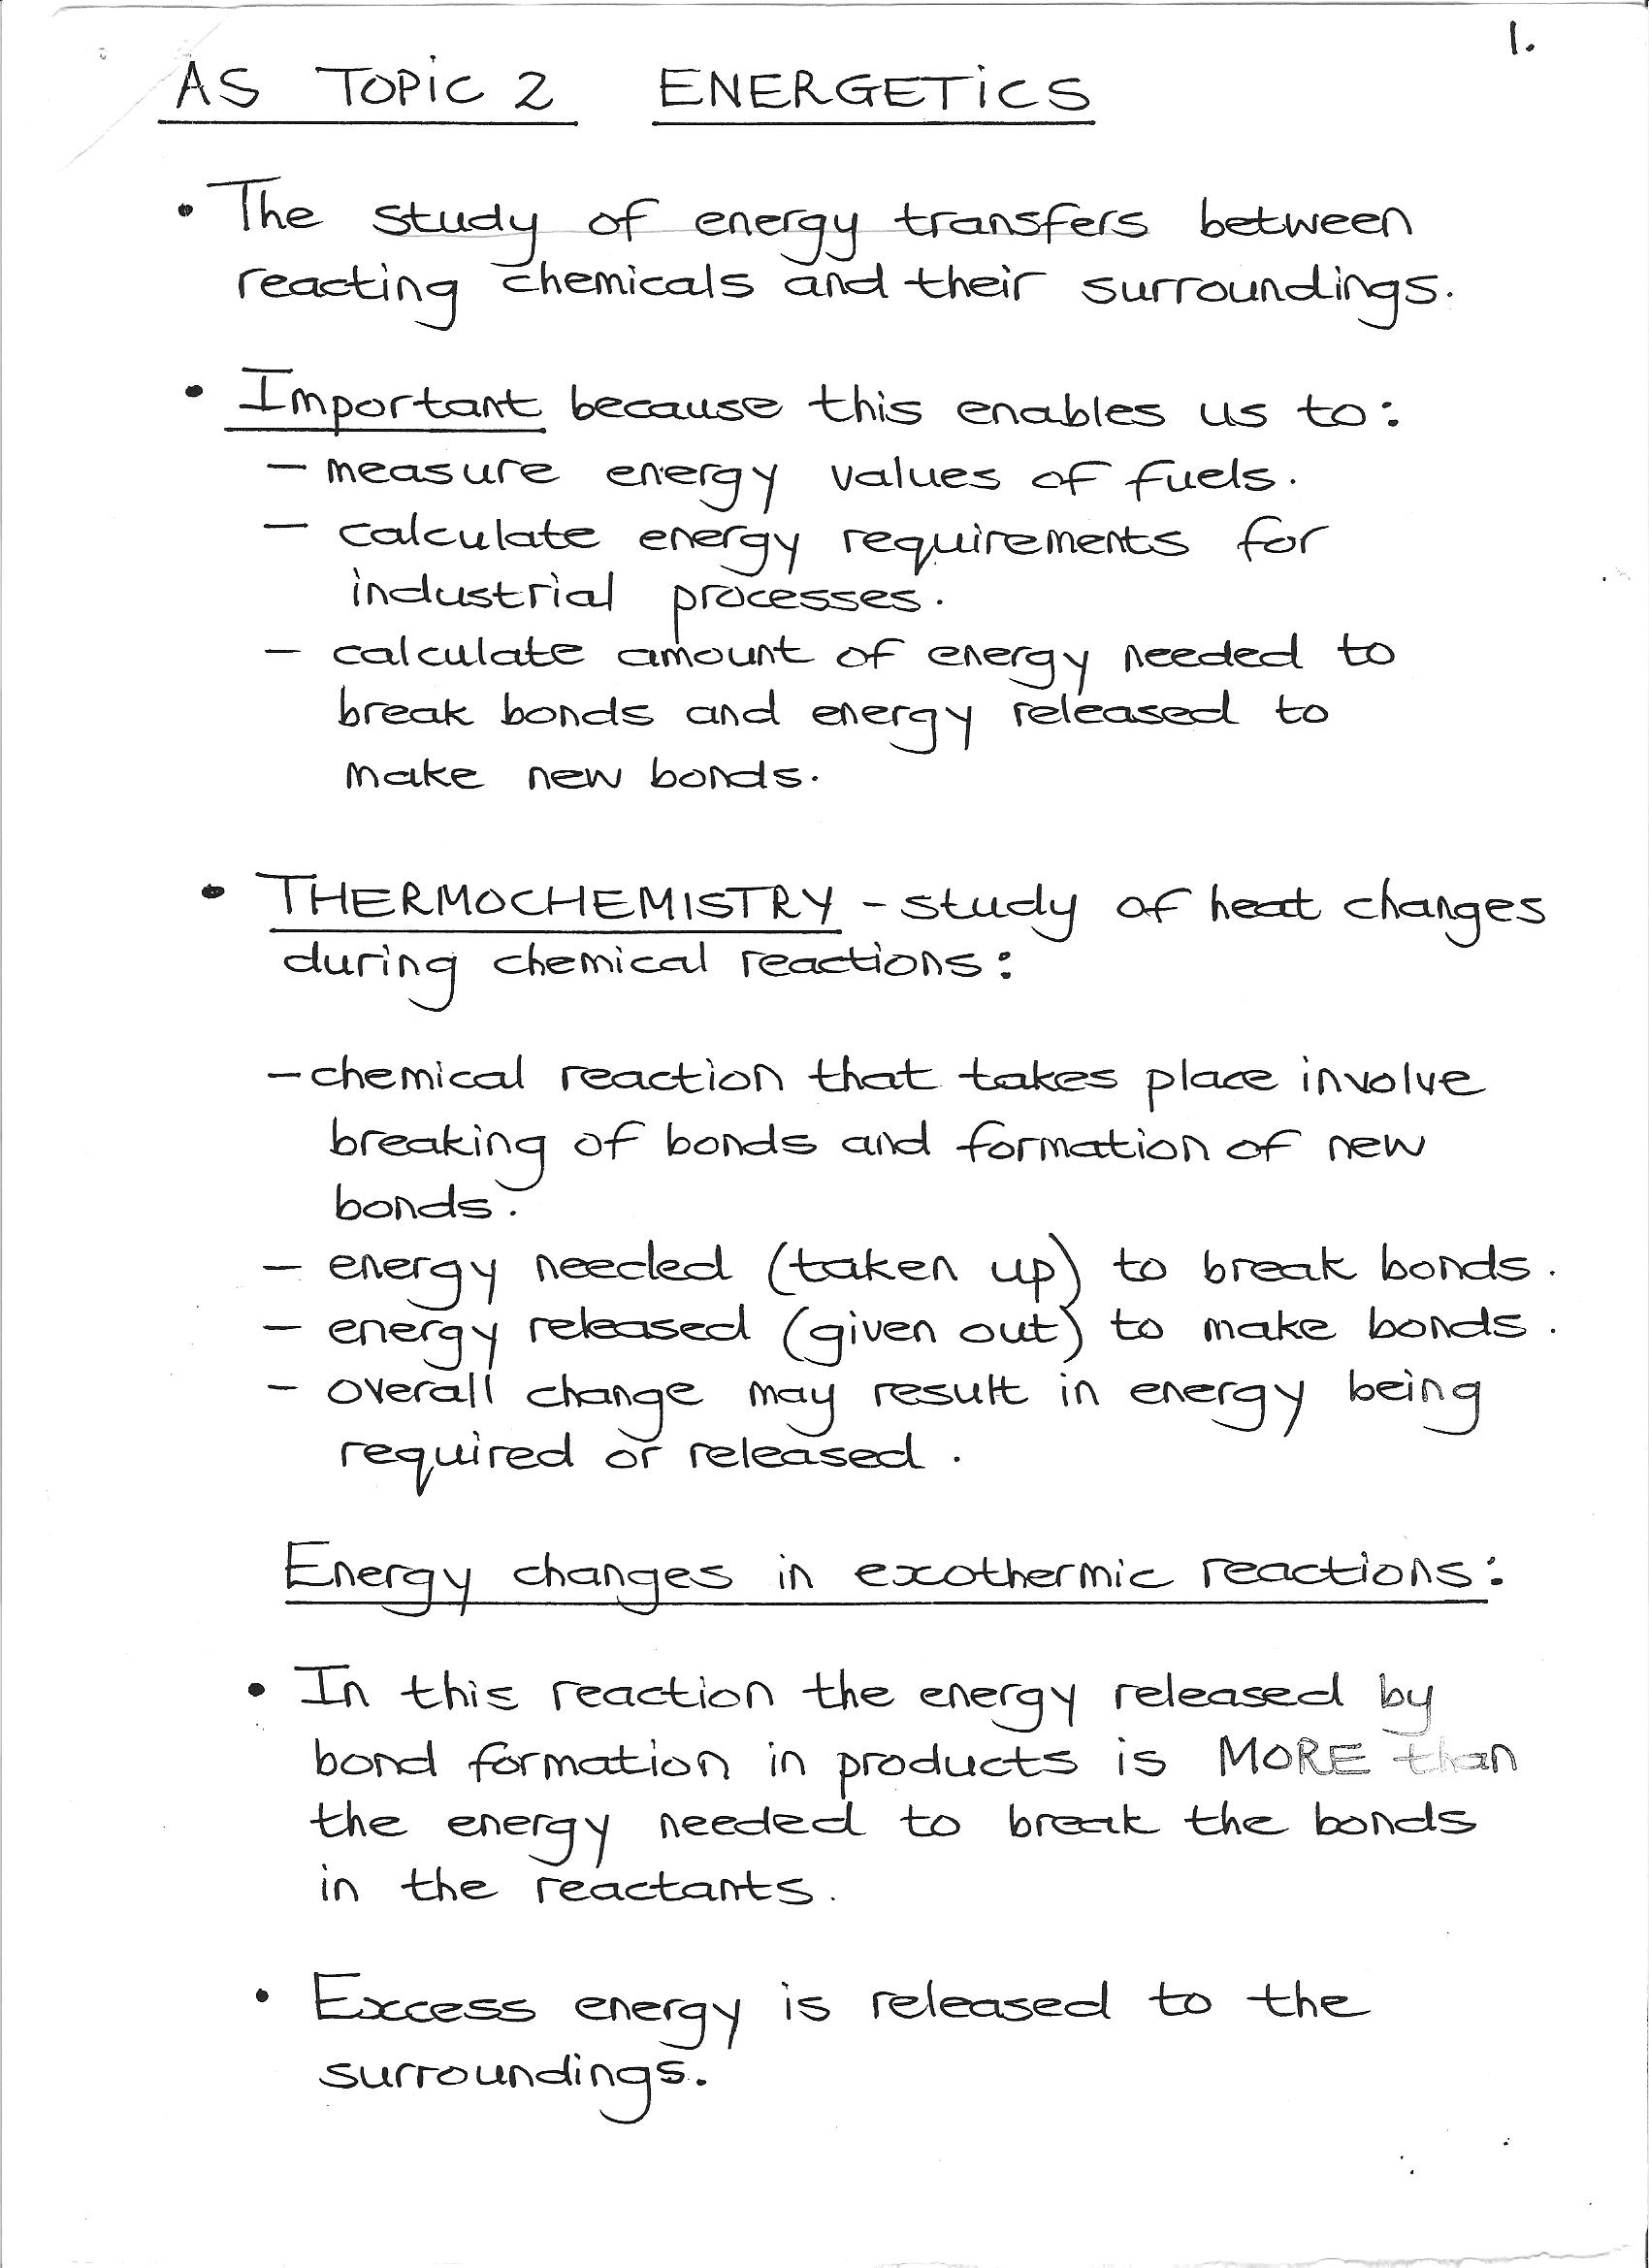 1.
AS TOPIC 2 ENERGETICS
• The study of energy transfers between
reacting chemicals and their surroundings.
• Important because this enables us to:
– measure energy values of fuels.
– calculate energy requirements for
industrial processes.
– calculate amount of energy needed to
break bonds and energy released to
make new bonds.
• THERMOCHEMISTRY - study of heat changes
during chemical reactions:
– chemical reaction that takes place involve
breaking of bonds and formation of new
bonds.
– energy needed (taken up) to break bonds.
– energy released (given out) to make bonds.
– overall change may result in energy being
required or released.
Energy changes in exothermic reactions:
• In this reaction the energy released by
bond formation in products is MORE than
the energy needed to break the bonds
in the reactants.
• Excess energy is released to the
surroundings.